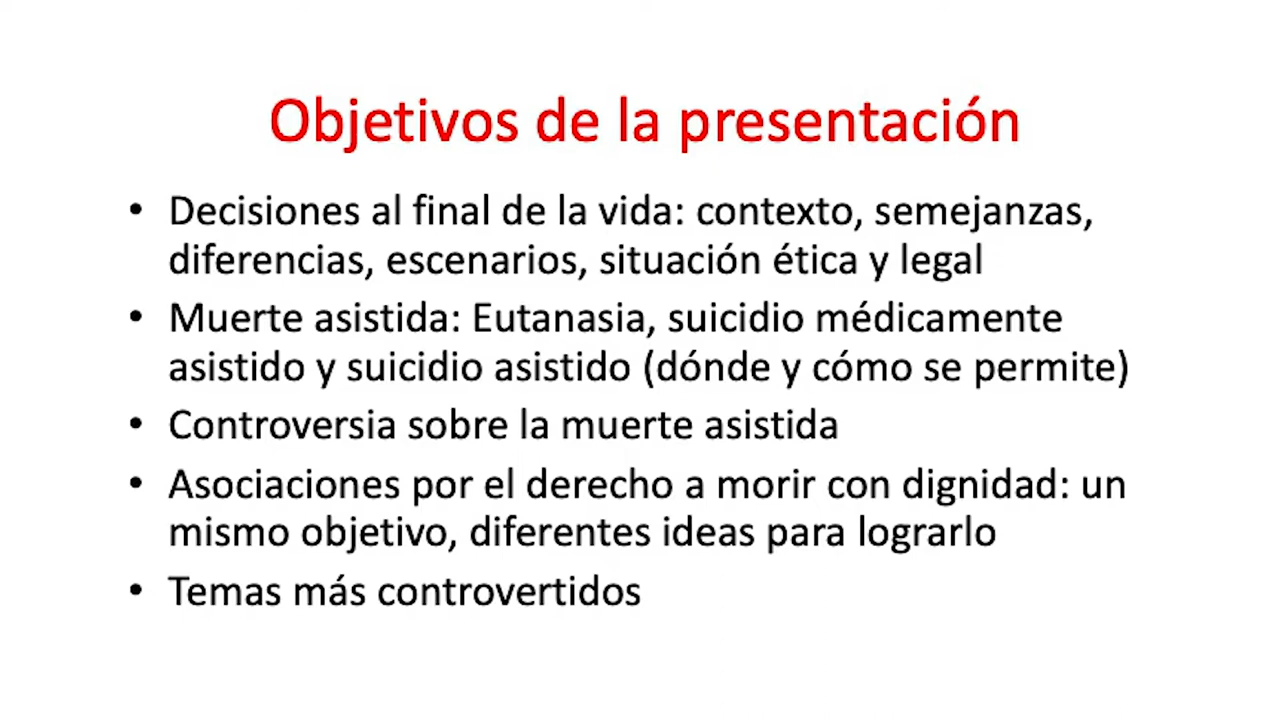 Objetivos de la presentación
• Decisiones al final de la vida: contexto, semejanzas,
diferencias, escenarios, situación ética y legal
• Muerte asistida: Eutanasia, suicidio médicamente
asistido y suicidio asistido (dónde y cómo se permite)
• Controversia sobre la muerte asistida
• Asociaciones por el derecho a morir con dignidad: un
mismo objetivo, diferentes ideas para lograrlo
• Temas más controvertidos